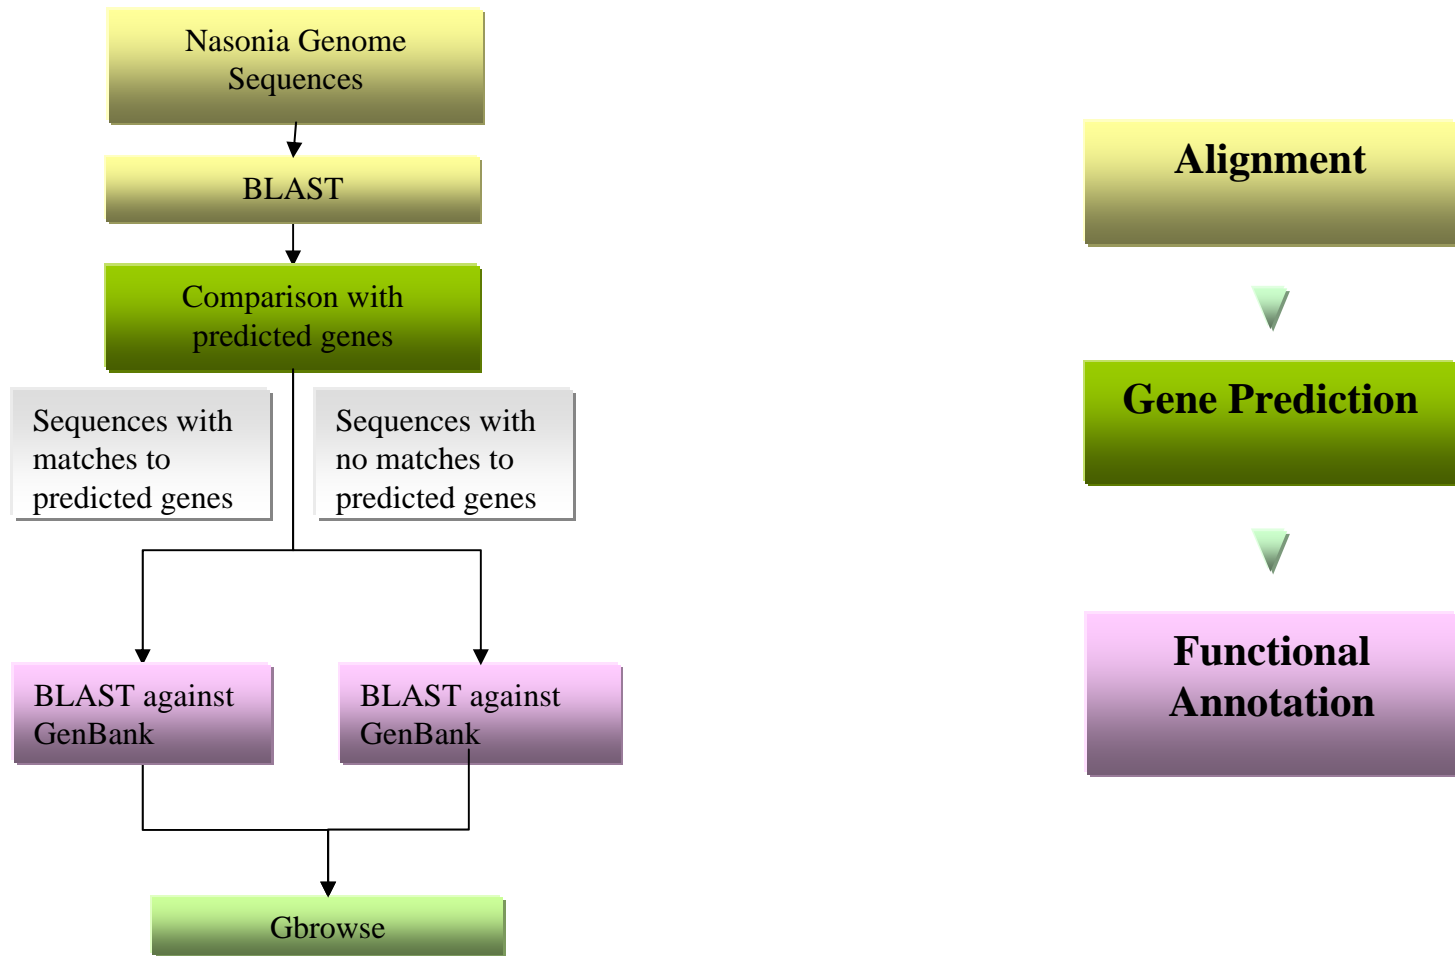 Nasonia Genome
Sequences
BLAST
Comparison with
predicted genes
Sequences with
matches to
predicted genes
Sequences with
no matches to
predicted genes
BLAST against
GenBank
BLAST against
GenBank
Gbrowse
Alignment
Gene Prediction
Functional
Annotation